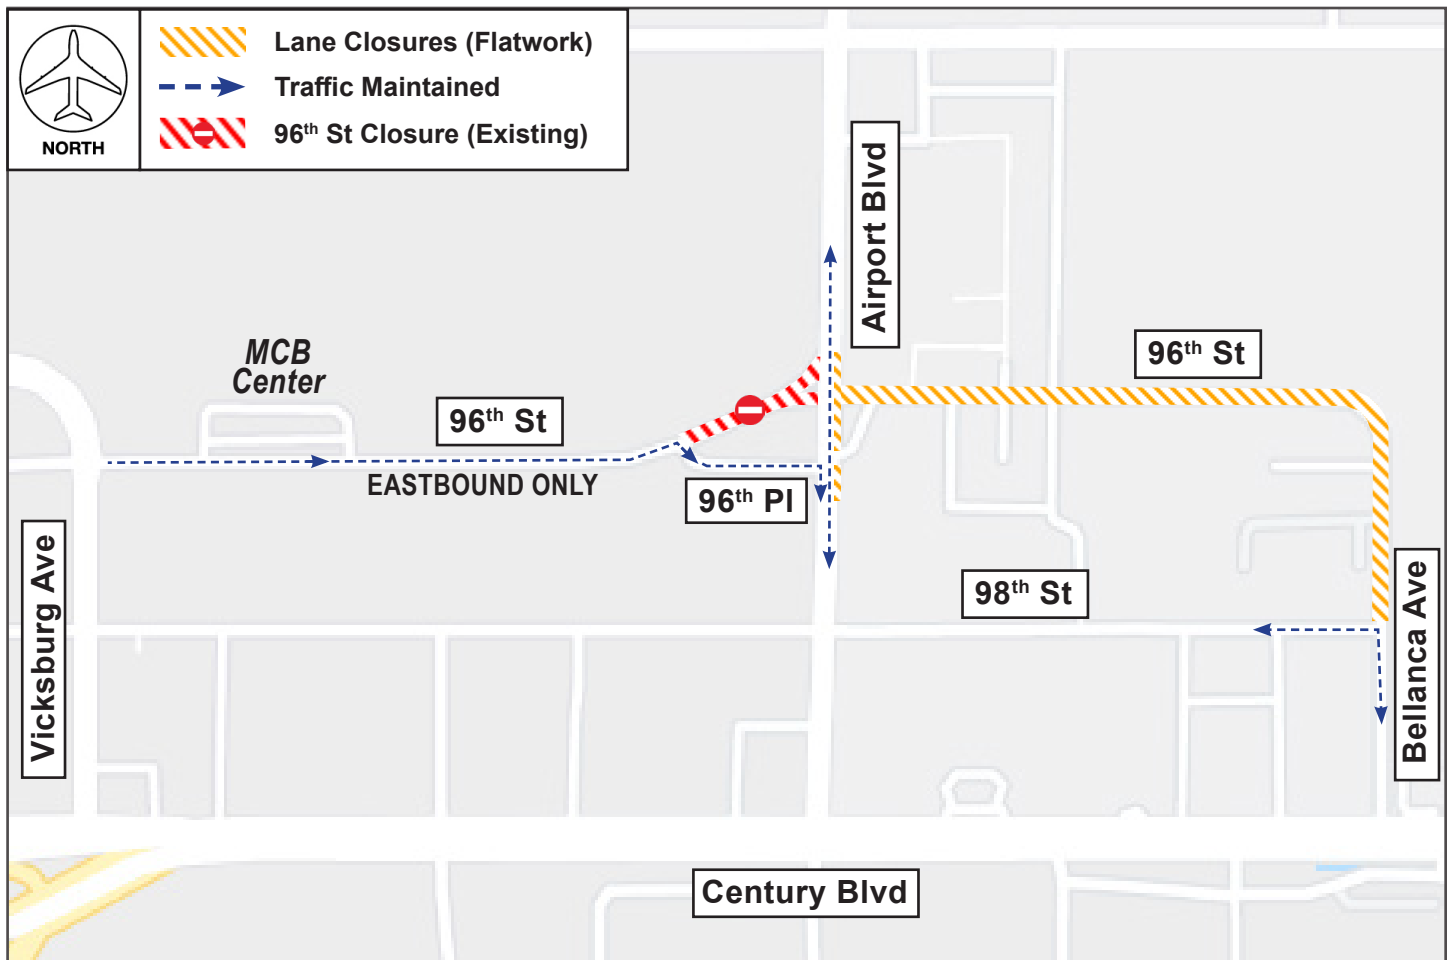 NORTH
Lane Closures (Flatwork)
Traffic Maintained
96th St Closure (Existing)
Airport Blvd
96th St
MCB
Center
96th St
EASTBOUND ONLY
96th Pl
Vicksburg Ave
98th St
Bellanca Ave
Century Blvd